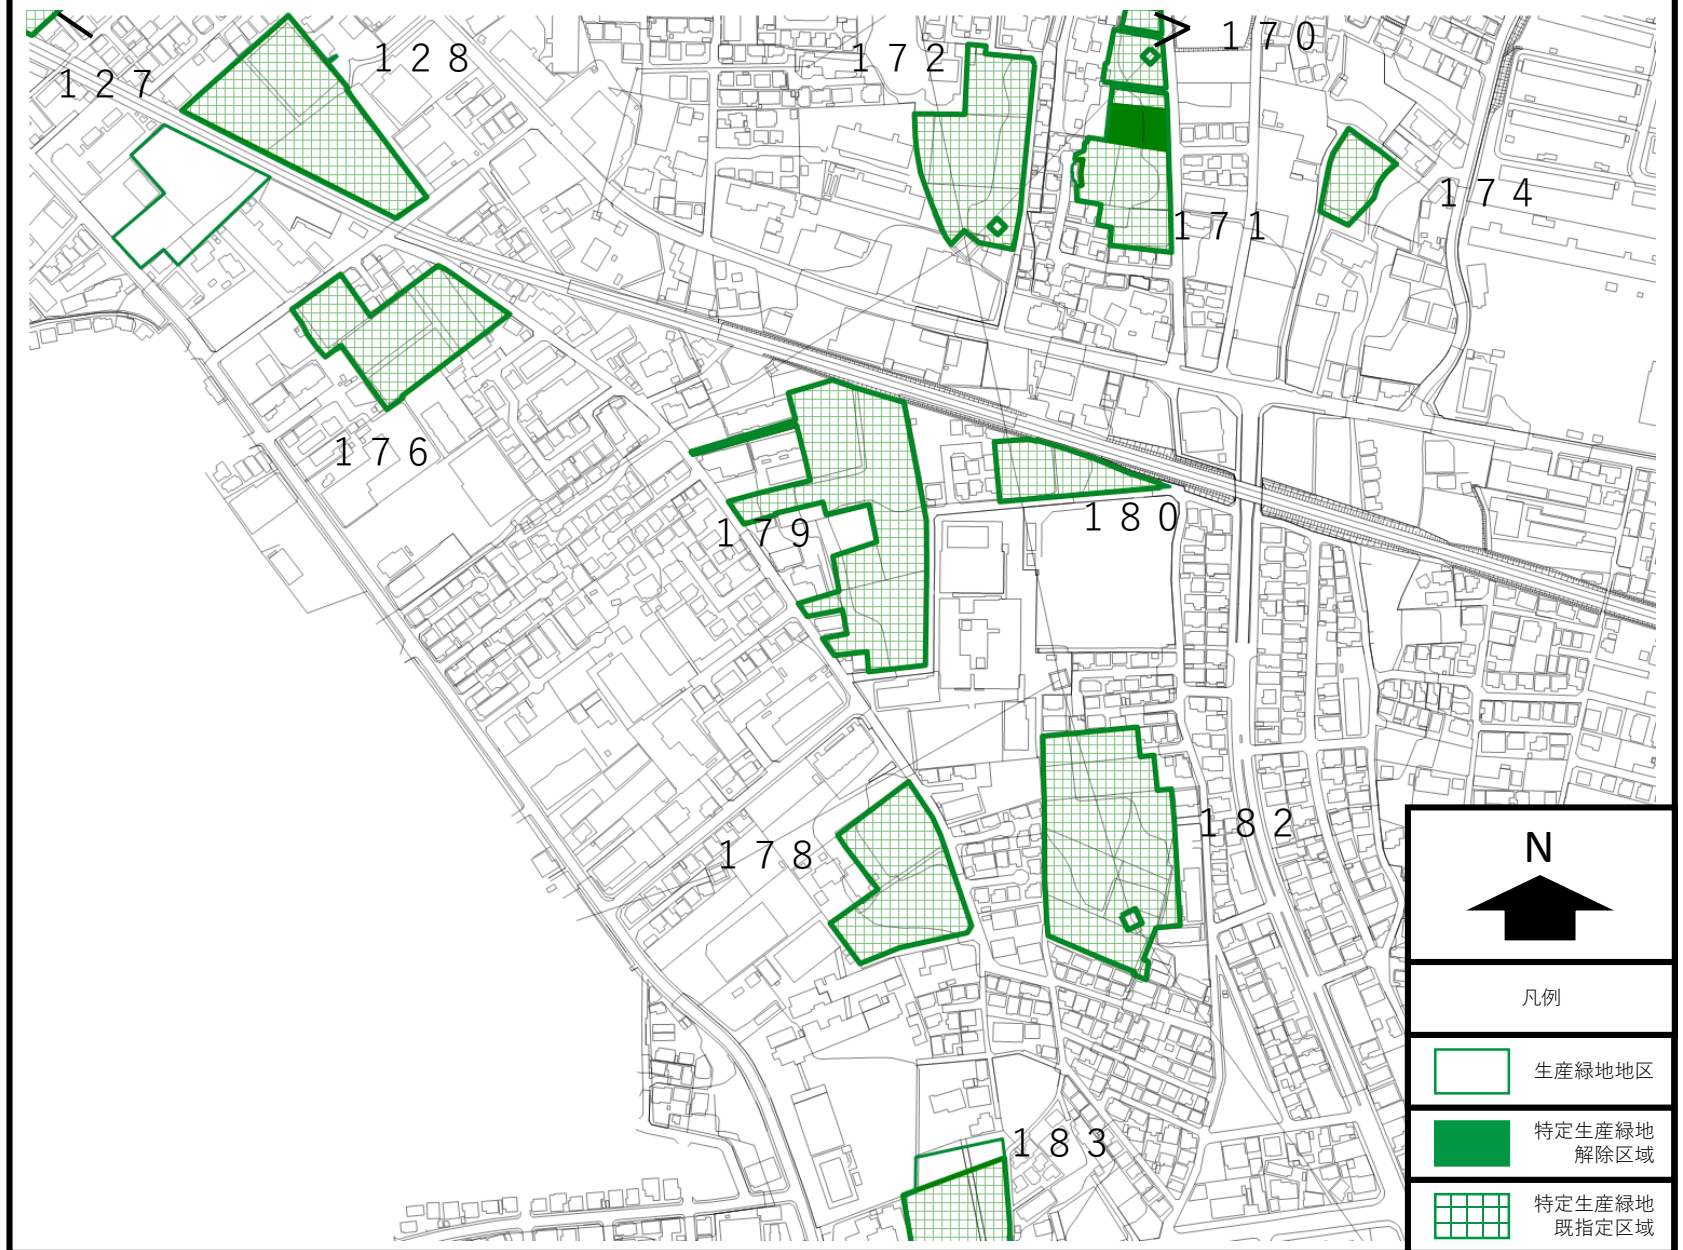 １２８
１７２
１７０
１２７
１７４
１７１
１７６
１７９
１８０
１８２
１７８
１８３
N
凡例
生産緑地地区
特定生産緑地
解除区域
特定生産緑地
既指定区域